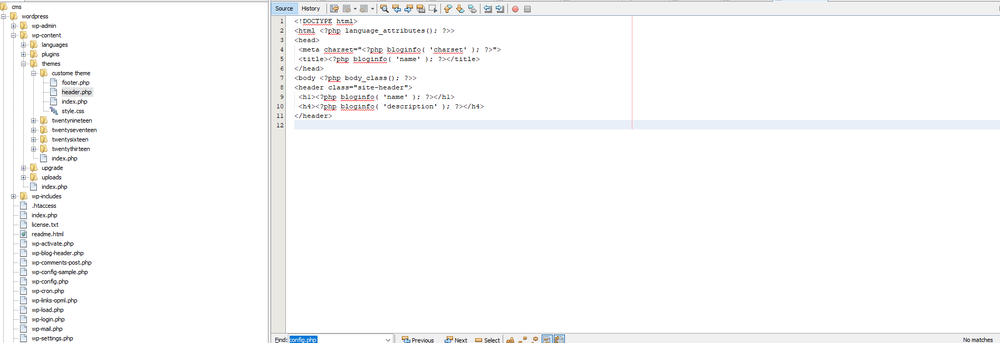 cms
wordpress
wp-admin
wp-content
languages
plugins
themes
custome theme
footer.php
header.php
index.php
style.css
twentynineteen
twentyseventeen
twentysixteen
twentythirteen
index.php
upgrade
uploads
index.php
wp-includes
.htaccess
index.php
license.txt
readme.html
wp-activate.php
wp-blog-header.php
wp-comments-post.php
wp-config-sample.php
wp-config.php
wp-cron.php
wp-links-opml.php
wp-load.php
wp-login.php
wp-mail.php
wp-settings.php
Source History
1 <!DOCTYPE html>
2 <html <?php language_attributes(); ?>>
3 <head>
4 <meta charset="<?php bloginfo( 'charset' ); ?>">
5 <title><?php bloginfo( 'name' ); ?></title>
6 </head>
7 <body <?php body_class(); ?>>
8 <header class="site-header">
9 <h1><?php bloginfo( 'name' ); ?></h1>
10 <h4><?php bloginfo( 'description' ); ?></h4>
11 </header>
12
Find: config.php Previous Next Select No matches